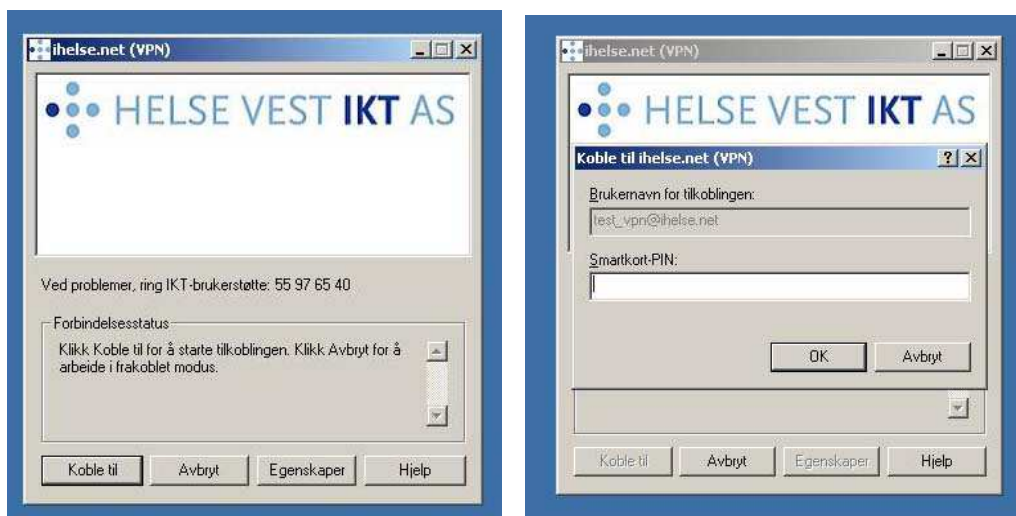 ihelse.net (VPN)
HELSE VEST IKT AS
Ved problemer, ring IKT-brukerstøtte: 55 97 65 40
Forbindelsesstatus
Klikk Koble til for å starte tilkoblingen. Klikk Avbryt for å
arbeide i frakoblet modus.
Koble til Avbryt Egenskaper Hjelp
ihelse.net (VPN)
HELSE VEST IKT AS
Koble til ihelse.net (VPN)
Brukernavn for tilkoblingen:
test_vpn@ihelse.net
Smartkort-PIN:
OK Avbryt
Koble til Avbryt Egenskaper Hjelp